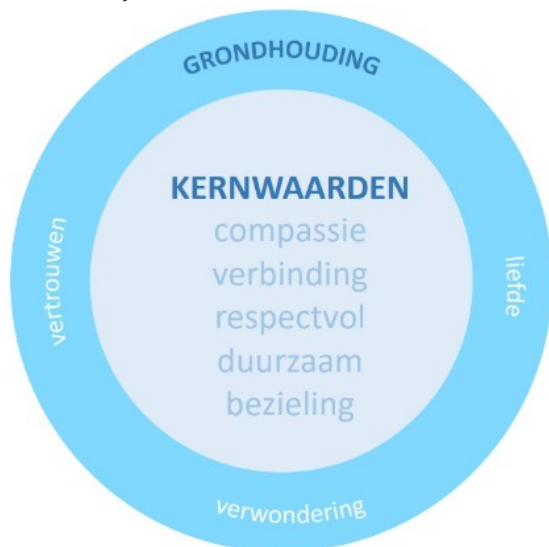 GRONDHOUDING
KERNWAARDEN
compassie
verbinding
respectvol
duurzaam
bezieling
vertrouwen
liefde
verwondering